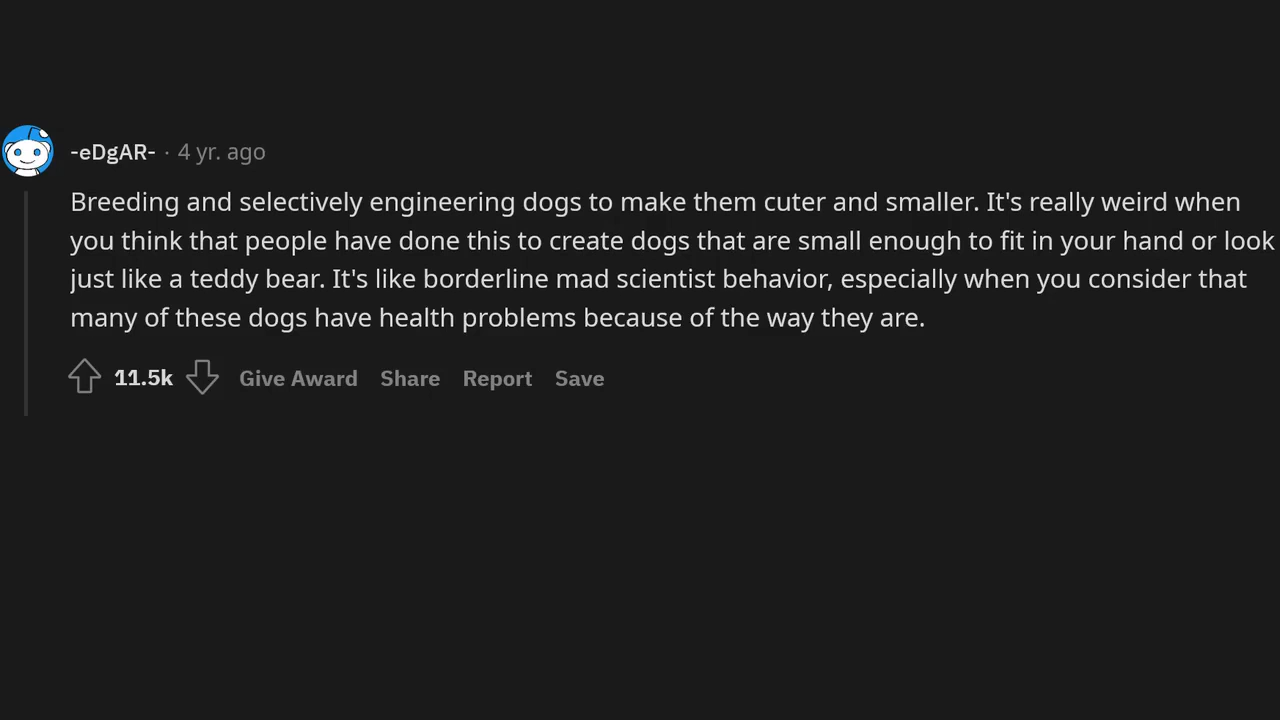 -eDgAR- · 4 yr. ago
Breeding and selectively engineering dogs to make them cuter and smaller. It's really weird when
you think that people have done this to create dogs that are small enough to fit in your hand or look
just like a teddy bear. It's like borderline mad scientist behavior, especially when you consider that
many of these dogs have health problems because of the way they are.
11.5k Give Award Share Report Save